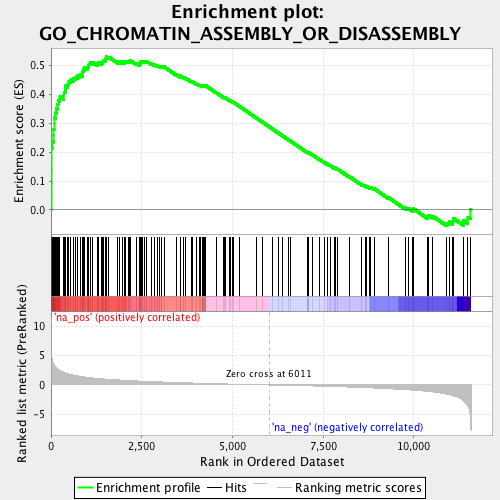 Enrichment plot:
GO_CHROMATIN_ASSEMBLY_OR_DISASSEMBLY
Enrichment score (ES)
0.5
0.4
0.3
0.2
0.1
0.0
'na_pos' (positively correlated)
Ranked list metric (PreRanked)
10
5
0
-5
Zero cross at 6011
'na_neg' (negatively correlated)
0
2,500
5,000
7,500
10,000
Rank in Ordered Dataset
Enrichment profile
Hits
Ranking metric scores